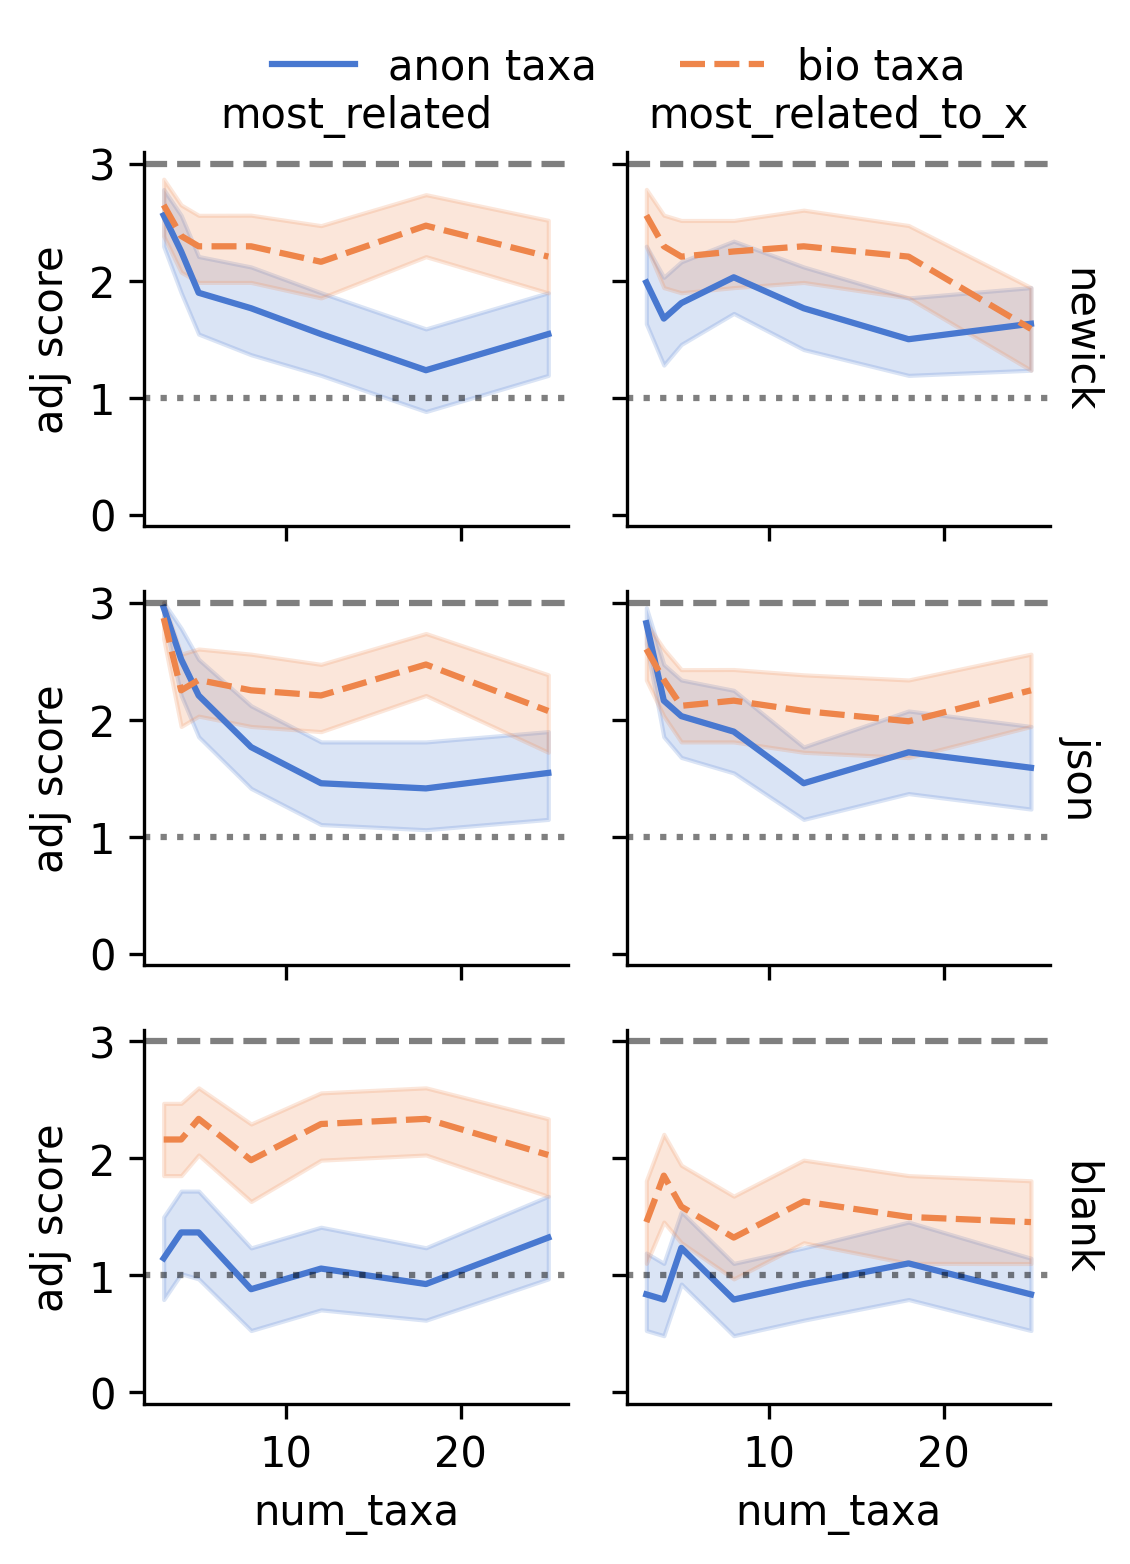 anon taxa bio taxa
most_related most_related_to_x
3
2
1
0
adj score
newick
3
2
1
0
adj score
json
3
2
1
0
adj score
blank
10 20 10 20
num_taxa num_taxa